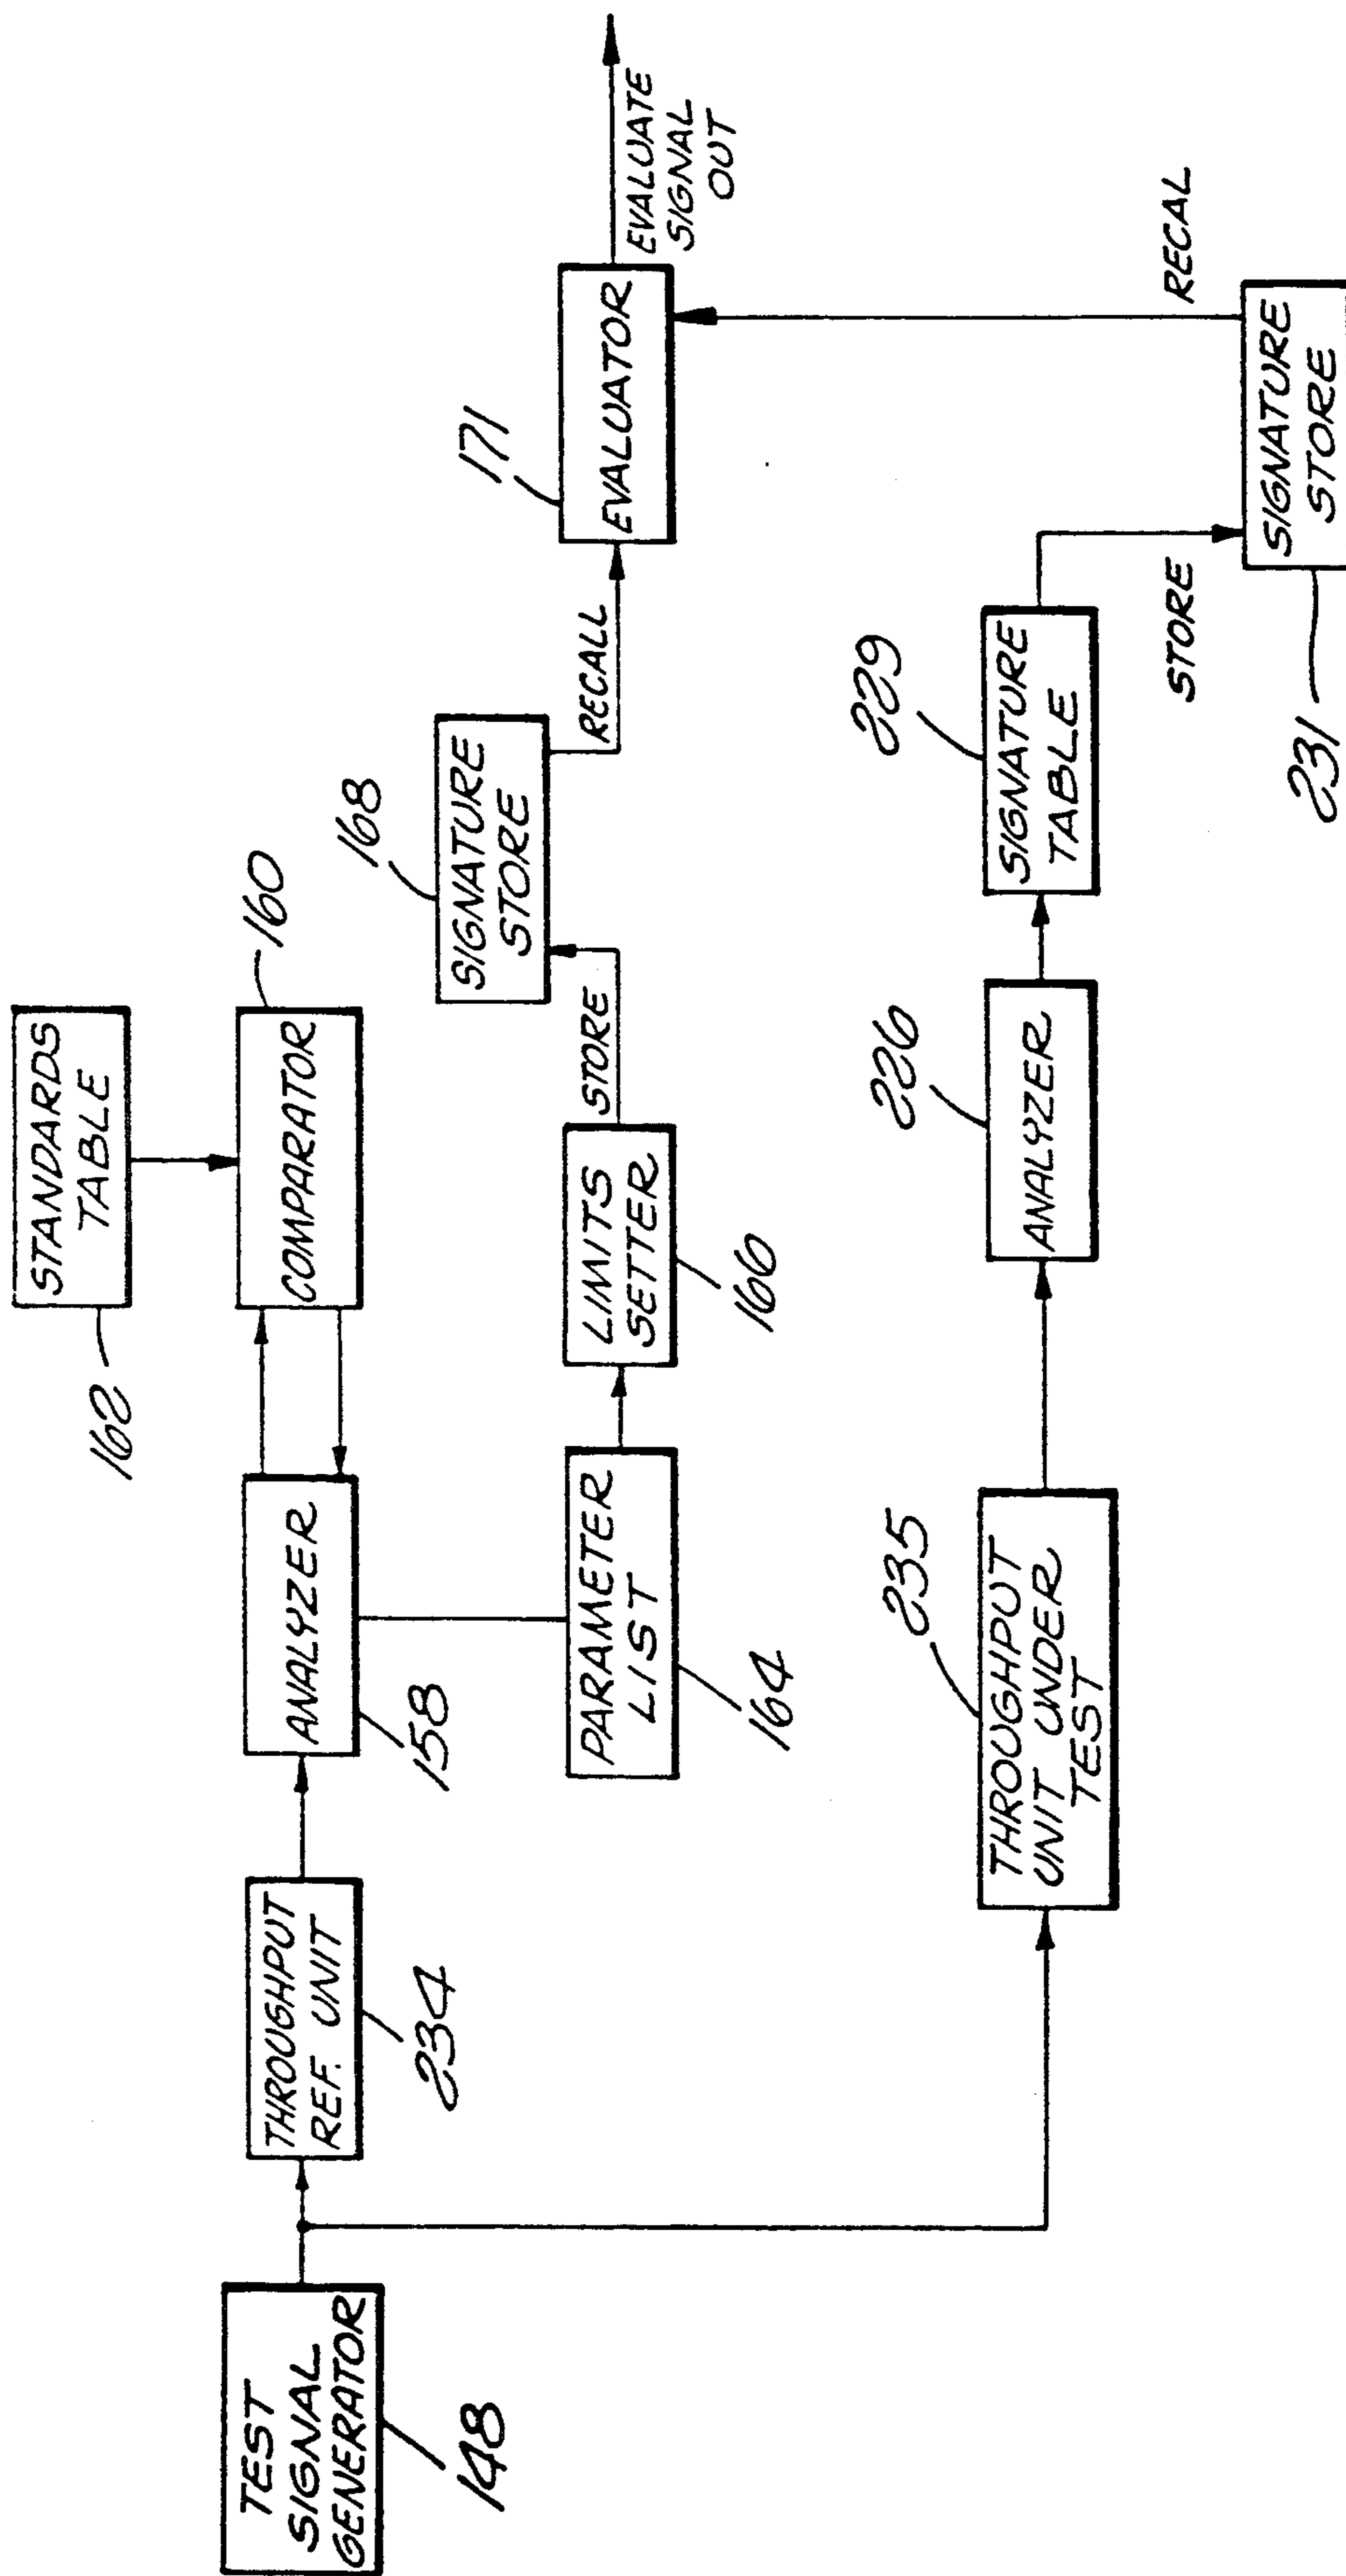 TEST
SIGNAL
GENERATOR
148
THROUGHPUT
REF. UNIT
234
ANALYZER
158
STANDARDS
TABLE
162
COMPARATOR
160
PARAMETER
LIST
164
LIMITS
SETTER
166
STORE
SIGNATURE
STORE
168
RECALL
EVALUATOR
171
EVALUATE
SIGNAL
OUT
THROUGHPUT
UNIT UNDER
TEST
235
ANALYZER
226
SIGNATURE
TABLE
229
STORE
SIGNATURE
STORE
231
RECAL